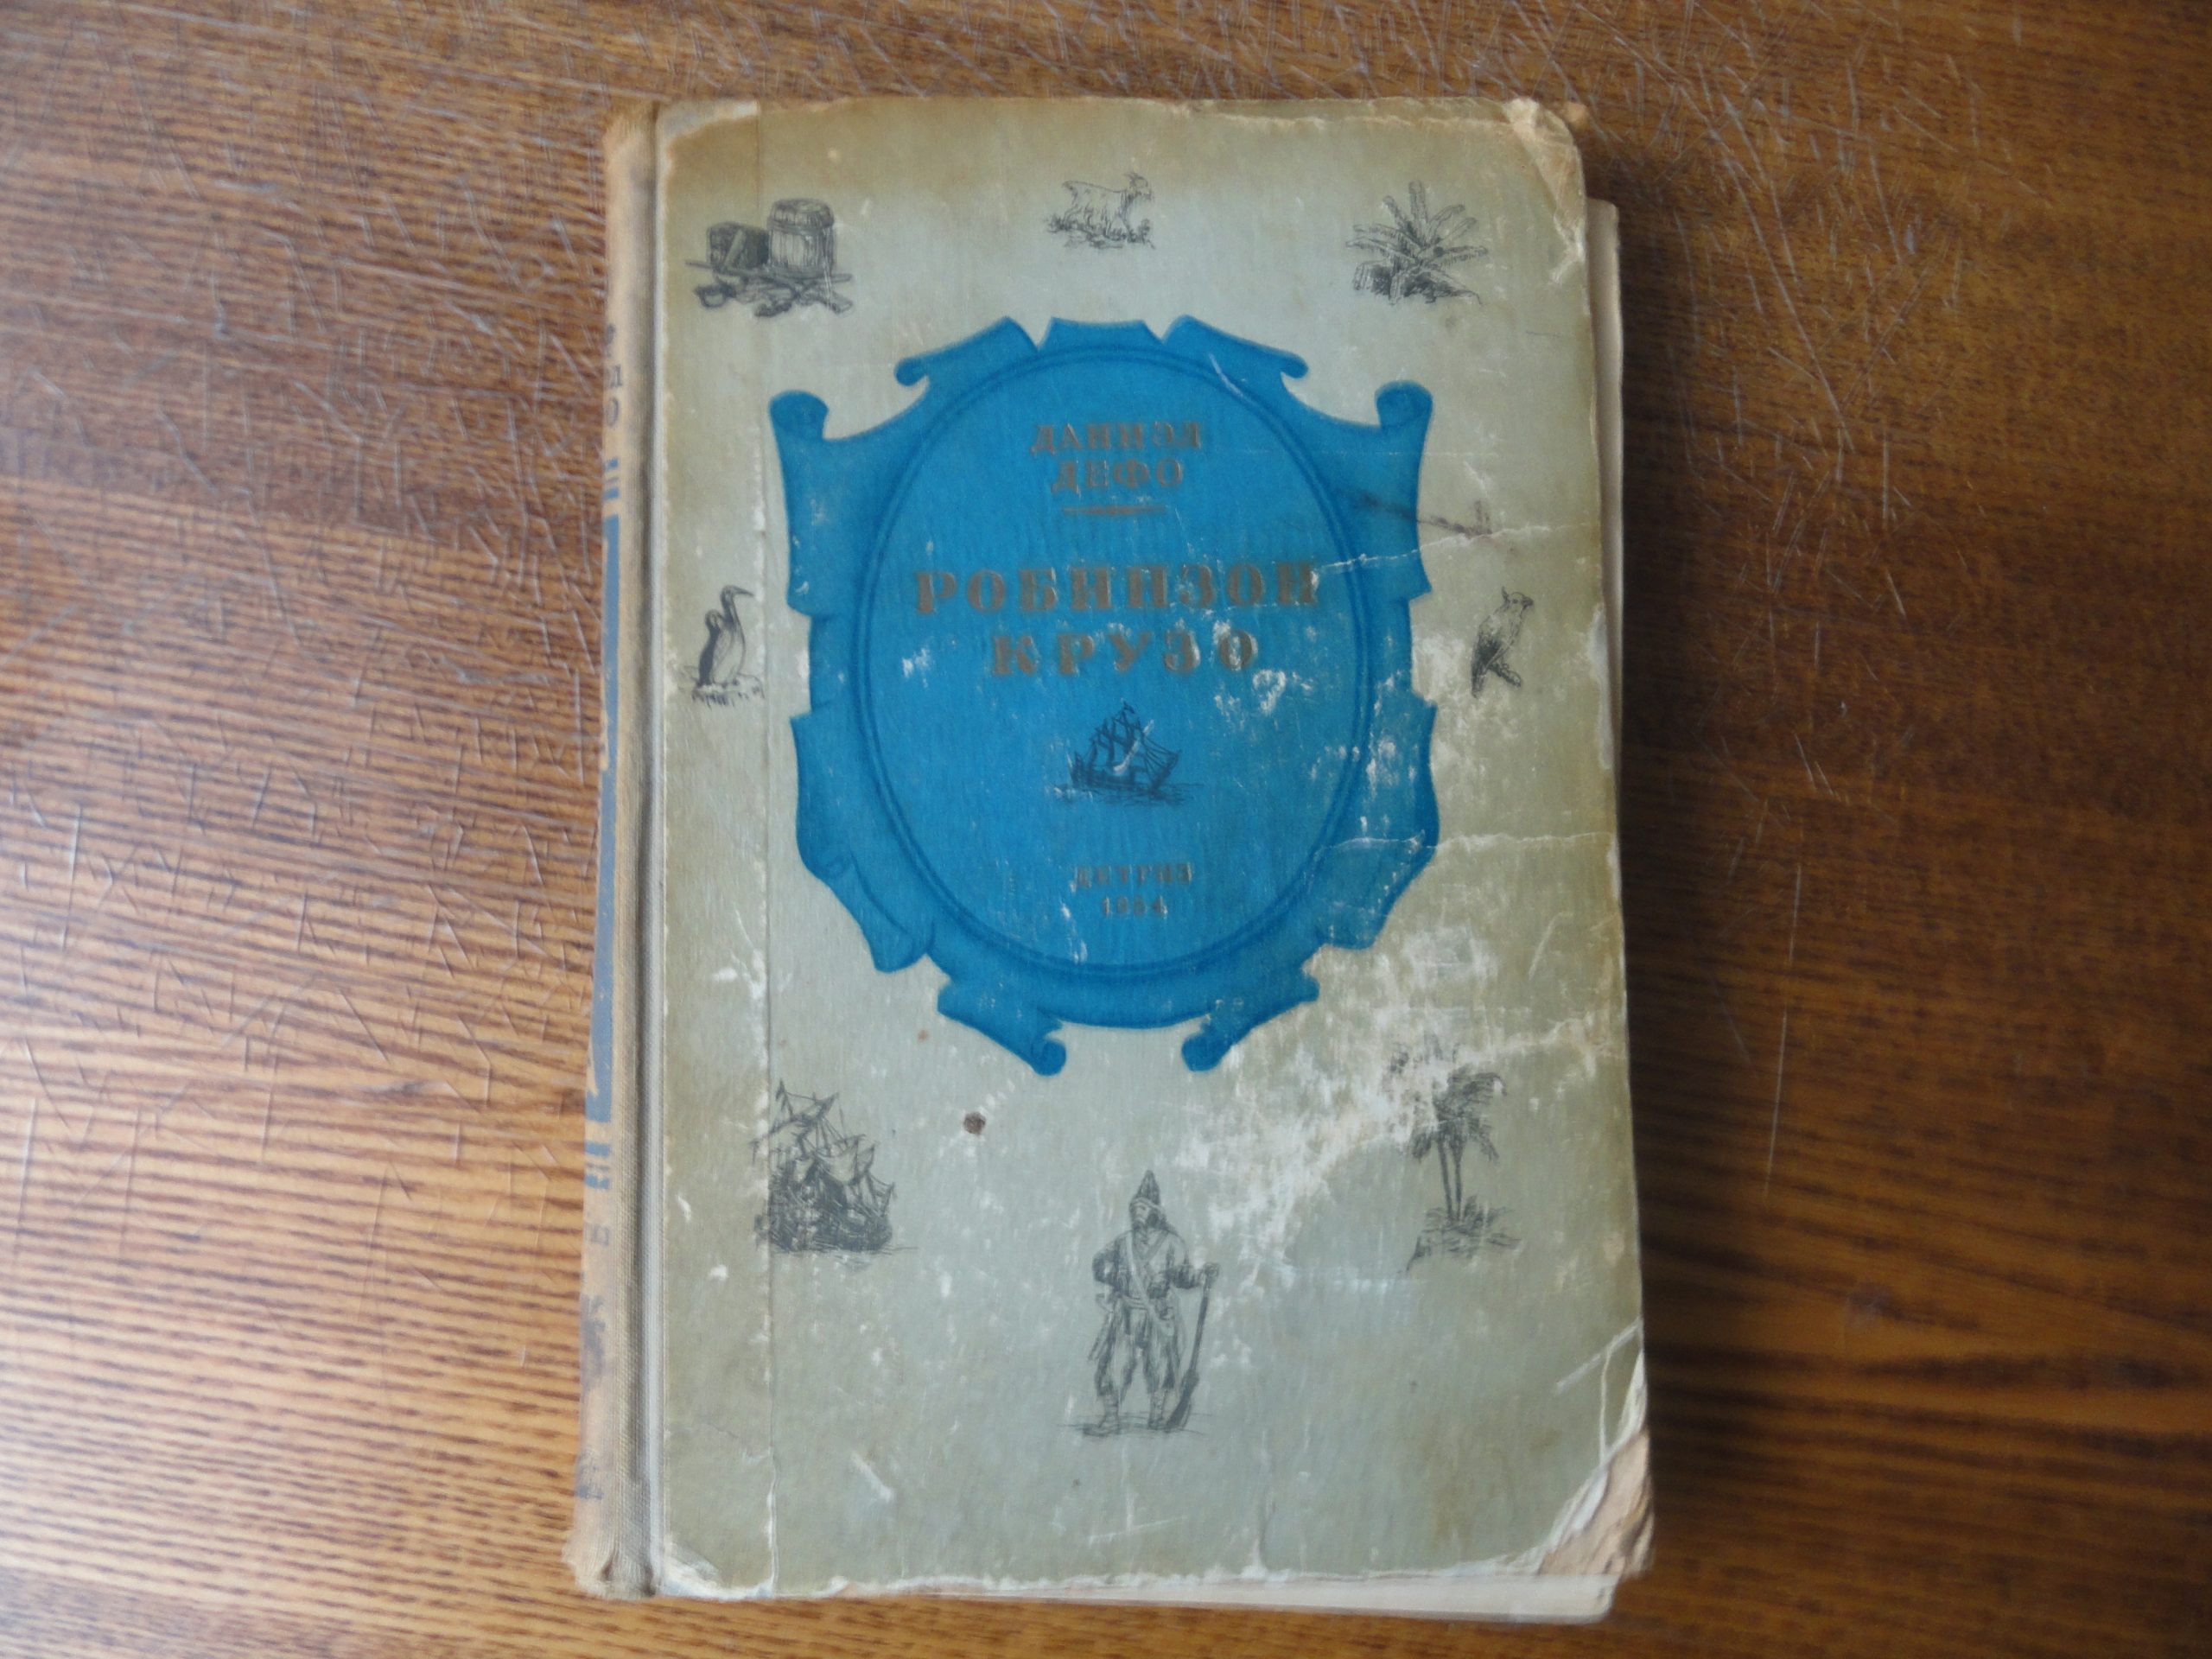 ДАНИЭЛ
ДЕФО
РОБИНЗОН
КРУЗО
ДЕТГИЗ
1954